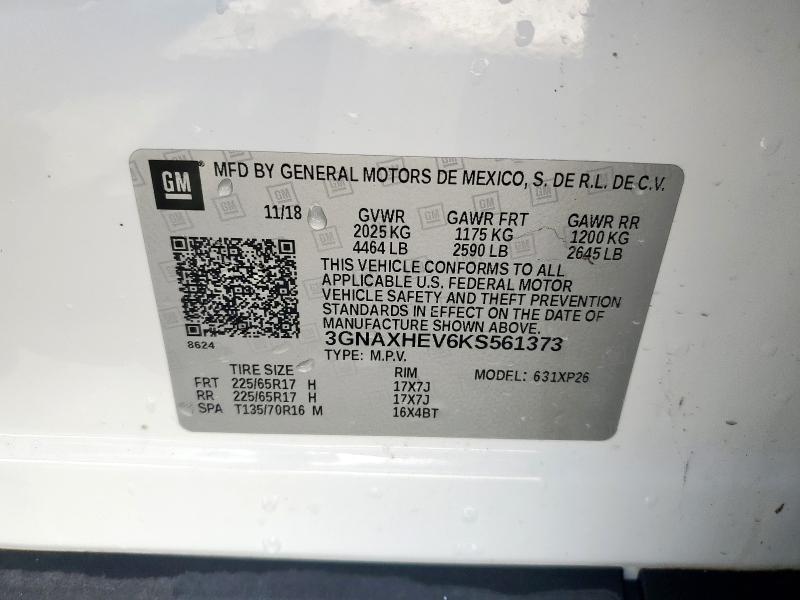 GM ® MFD BY GENERAL MOTORS DE MEXICO, S. DE R.L. DE C.V.
11/18 GVWR GAWR FRT GAWR RR
2025 KG 1175 KG 1200 KG
4464 LB 2590 LB 2645 LB
THIS VEHICLE CONFORMS TO ALL
APPLICABLE U.S. FEDERAL MOTOR
VEHICLE SAFETY AND THEFT PREVENTION
STANDARDS IN EFFECT ON THE DATE OF
MANUFACTURE SHOWN ABOVE.
8624 3GNAXHEV6KS561373
TYPE: M.P.V.
TIRE SIZE RIM MODEL: 631XP26
FRT 225/65R17 H 17X7J
RR 225/65R17 H 17X7J
SPA T135/70R16 M 16X4BT